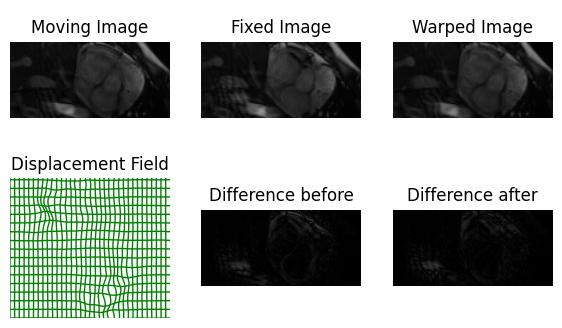 Moving Image
Fixed Image
Warped Image
Displacement Field
Difference before
Difference after